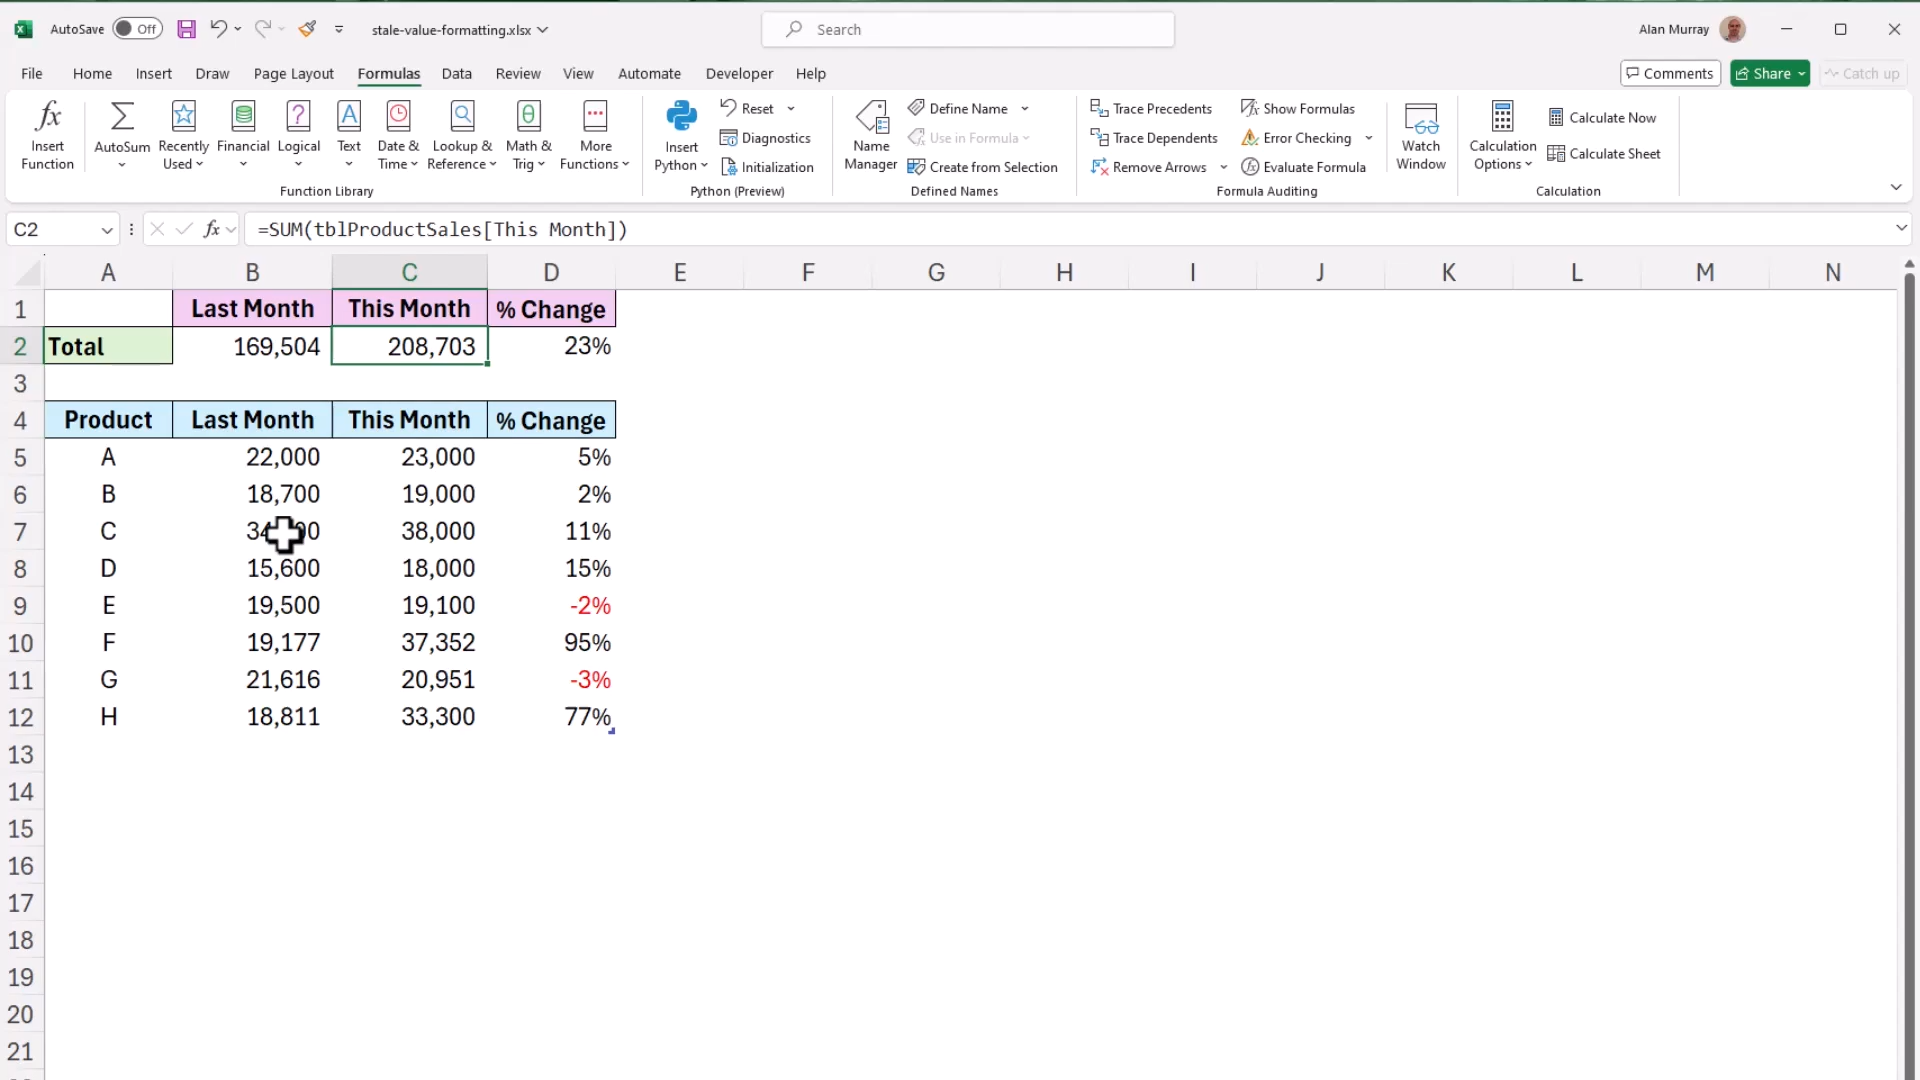 AutoSave Off stale-value-formatting.xlsx Search Alan Murray
File Home Insert Draw Page Layout Formulas Data Review View Automate Developer Help Comments Share Catch up
Insert Function
AutoSum
Recently Used
Financial
Logical
Text
Date & Time
Lookup & Reference
Math & Trig
More Functions
Function Library
Insert Python
Reset
Diagnostics
Initialization
Python (Preview)
Name Manager
Define Name
Use in Formula
Create from Selection
Defined Names
Trace Precedents
Trace Dependents
Remove Arrows
Show Formulas
Error Checking
Evaluate Formula
Formula Auditing
Watch Window
Calculation Options
Calculate Now
Calculate Sheet
Calculation
C2 fx =SUM(tblProductSales[This Month])
A B C D E F G H I J K L M N
1 Last Month This Month % Change
2 Total 169,504 208,703 23%
3
4 Product Last Month This Month % Change
5 A 22,000 23,000 5%
6 B 18,700 19,000 2%
7 C 38,000 11%
8 D 15,600 18,000 15%
9 E 19,500 19,100 -2%
10 F 19,177 37,352 95%
11 G 21,616 20,951 -3%
12 H 18,811 33,300 77%
13
14
15
16
17
18
19
20
21